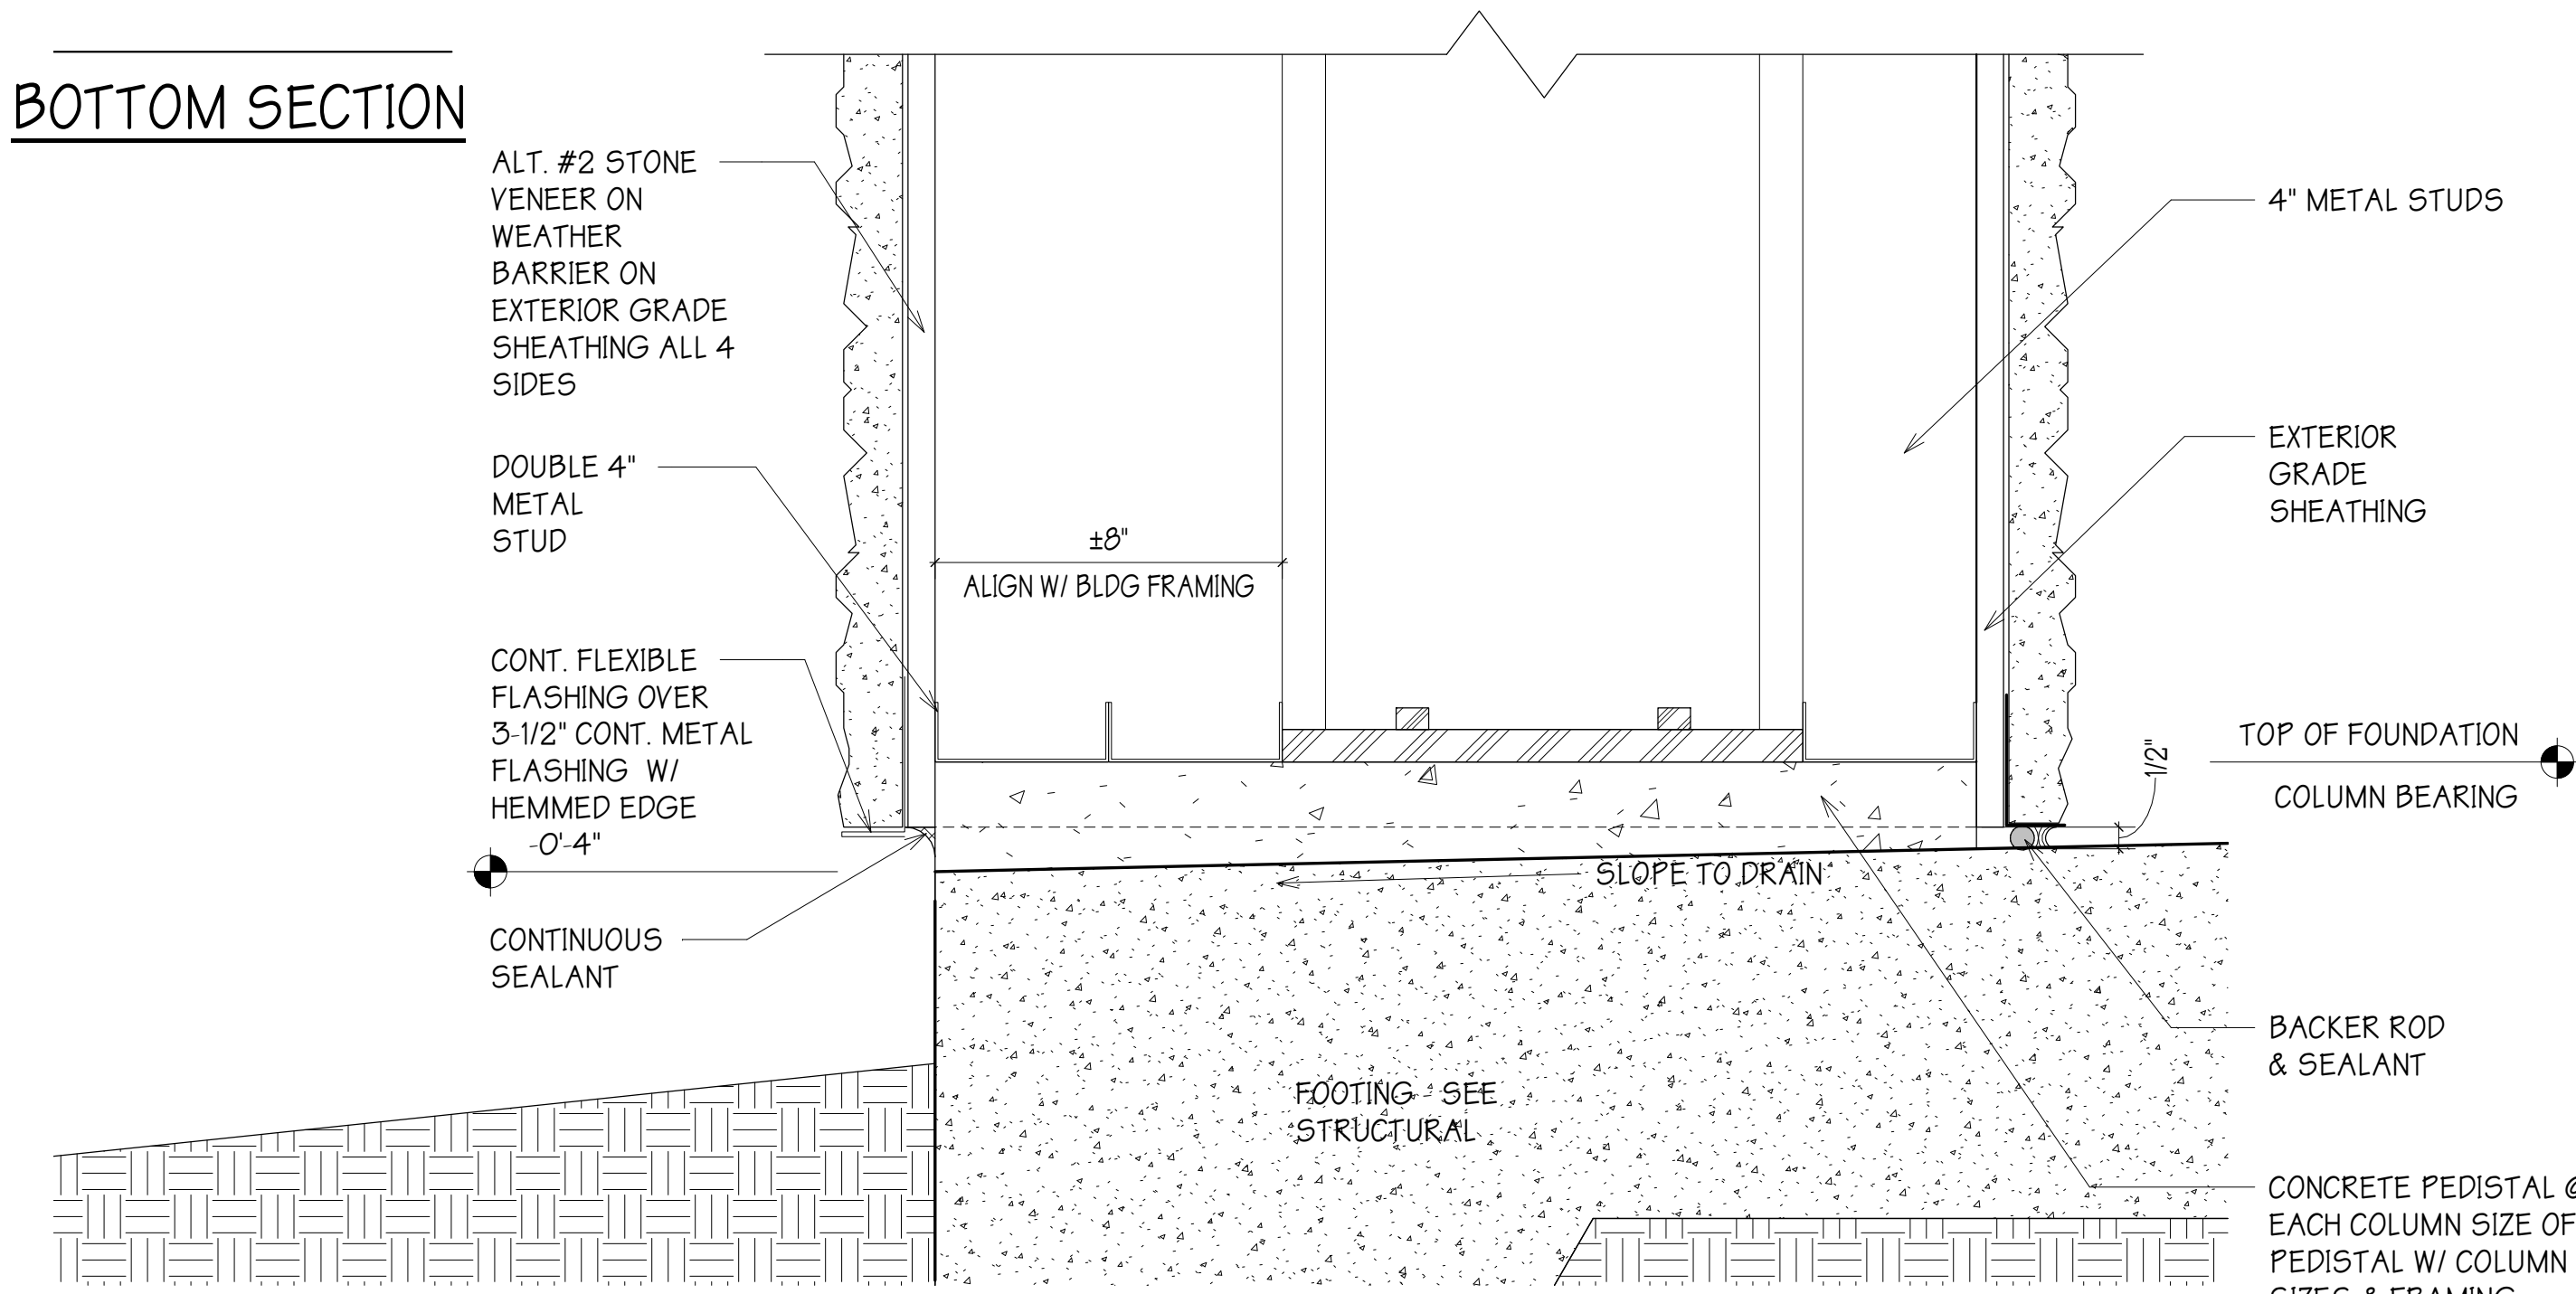 BOTTOM SECTION
ALT. #2 STONE
VENEER ON
WEATHER
BARRIER ON
EXTERIOR GRADE
SHEATHING ALL 4
SIDES
DOUBLE 4"
METAL
STUD
CONT. FLEXIBLE
FLASHING OVER
3-1/2" CONT. METAL
FLASHING W/
HEMMED EDGE
-0'-4"
CONTINUOUS
SEALANT
±8"
ALIGN W/ BLDG FRAMING
SLOPE TO DRAIN
FOOTING - SEE
STRUCTURAL
4" METAL STUDS
EXTERIOR
GRADE
SHEATHING
1/2"
TOP OF FOUNDATION
COLUMN BEARING
BACKER ROD
& SEALANT
CONCRETE PEDISTAL @
EACH COLUMN SIZE OF
PEDISTAL W/ COLUMN
SIZES & FRAMING